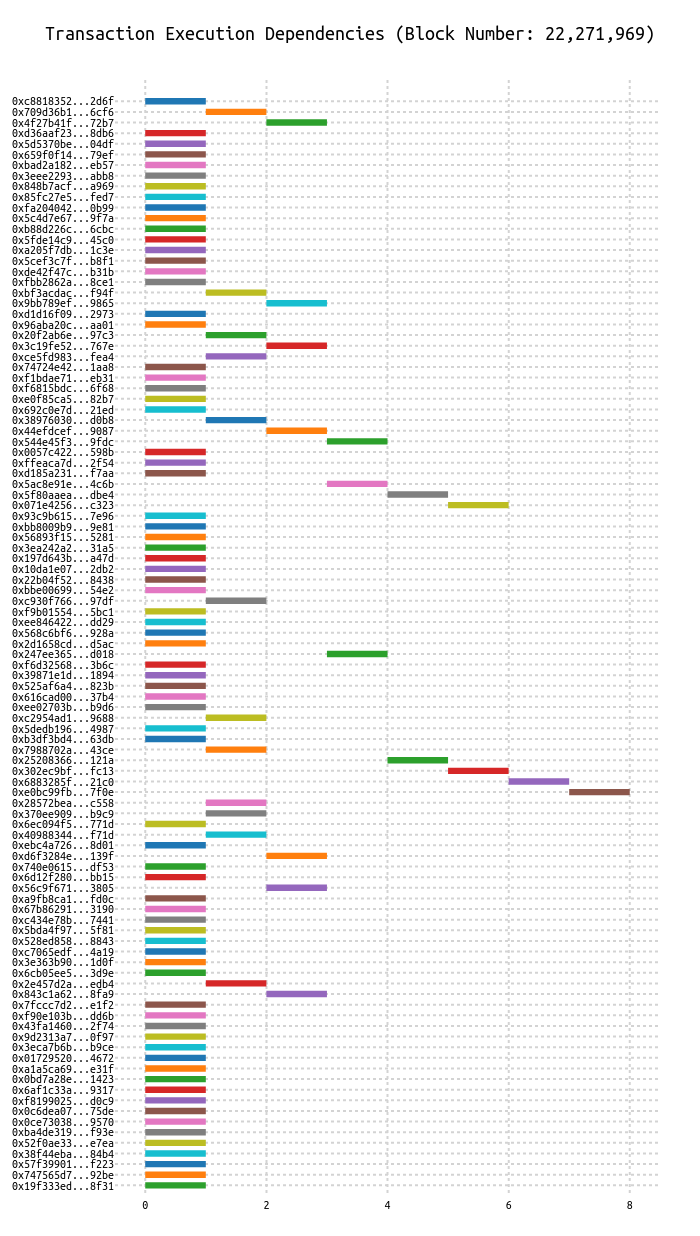 Transaction Execution Dependencies (Block Number: 22,271,969)
0xc8818352...2d6f
0x709d36b1...6cf6
0x4f27b41f...72b7
0xd36aaf23...8db6
0x5d5370be...04df
0x659f0f14...79ef
0xbad2a182...eb57
0x3eee2293...abb8
0x848b7acf...a969
0x85fc27e5...fed7
0xfa204042...0b99
0x5c4d7e67...9f7a
0xb88d226c...6cbc
0x5fde14c9...45c0
0xa205f7db...1c3e
0x5cef3c7f...b8f1
0xde42f47c...b31b
0xfbb2862a...8ce1
0xbf3acdac...f94f
0x9bb789ef...9865
0xd1d16f09...2973
0x96aba20c...aa01
0x20f2ab6e...97c3
0x3c19fe52...767e
0xce5fd983...fea4
0x74724e42...1aa8
0xf1bdae71...eb31
0xf6815bdc...6f68
0xe0f85ca5...82b7
0x692c0e7d...21ed
0x38976030...d0b8
0x44efdcef...9087
0x544e45f3...9fdc
0x0057c422...598b
0xffeaca7d...2f54
0xd185a231...f7aa
0x5ac8e91e...4c6b
0x5f80aaea...dbe4
0x071e4256...c323
0x93c9b615...7e96
0xbb8009b9...9e81
0x56893f15...5281
0x3ea242a2...31a5
0x197d643b...a47d
0x10da1e07...2db2
0x22b04f52...8438
0xbbe00699...54e2
0xc930f766...97df
0xf9b01554...5bc1
0xee846422...dd29
0x568c6bf6...928a
0x2d1658cd...d5ac
0x247ee365...d018
0xf6d32568...3b6c
0x39871e1d...1894
0x525af6a4...823b
0x616cad00...37b4
0xee02703b...b9d6
0xc2954ad1...9688
0x5dedb196...4987
0xb3df3bd4...63db
0x7988702a...43ce
0x25208366...121a
0x302ec9bf...fc13
0x6883285f...21c0
0xe0bc99fb...7f0e
0x28572bea...c558
0x370ee909...b9c9
0x6ec094f5...771d
0x40988344...f71d
0xebc4a726...8d01
0xd6f3284e...139f
0x740e0615...df53
0x6d12f280...bb15
0x56c9f671...3805
0xa9fb8ca1...fd0c
0x67b86291...3190
0xc434e78b...7441
0x5bda4f97...5f81
0x528ed858...8843
0xc7065edf...4a19
0x3e363b90...1d0f
0x6cb05ee5...3d9e
0x2e457d2a...edb4
0x843c1a62...8fa9
0x7fccc7d2...e1f2
0xf90e103b...dd6b
0x43fa1460...2f74
0x9d2313a7...0f97
0x3eca7b6b...b9ce
0x01729520...4672
0xa1a5ca69...e31f
0x0bd7a28e...1423
0x6af1c33a...9317
0xf8199025...d0c9
0x0c6dea07...75de
0x0ce73038...9570
0xba4de319...f93e
0x52f0ae33...e7ea
0x38f44eba...84b4
0x57f39901...f223
0x747565d7...92be
0x19f333ed...8f31
0 2 4 6 8